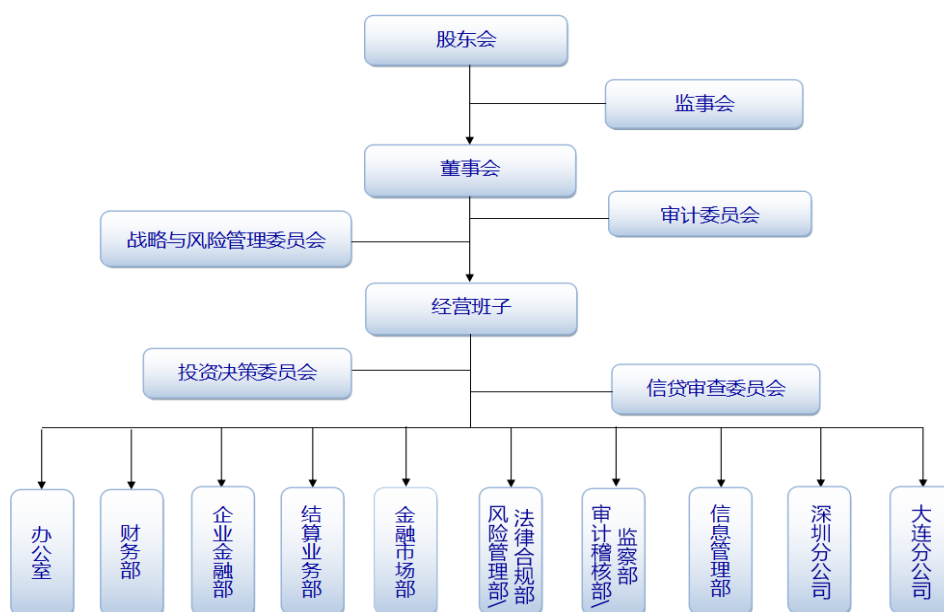 股东会
监事会
董事会
审计委员会
战略与风险管理委员会
经营班子
投资决策委员会
信贷审查委员会
办公室
财务部
企业金融部
结算业务部
金融市场部
风险管理部\
法律合规部
审计稽核部\
监察部
信息管理部
深圳分公司
大连分公司